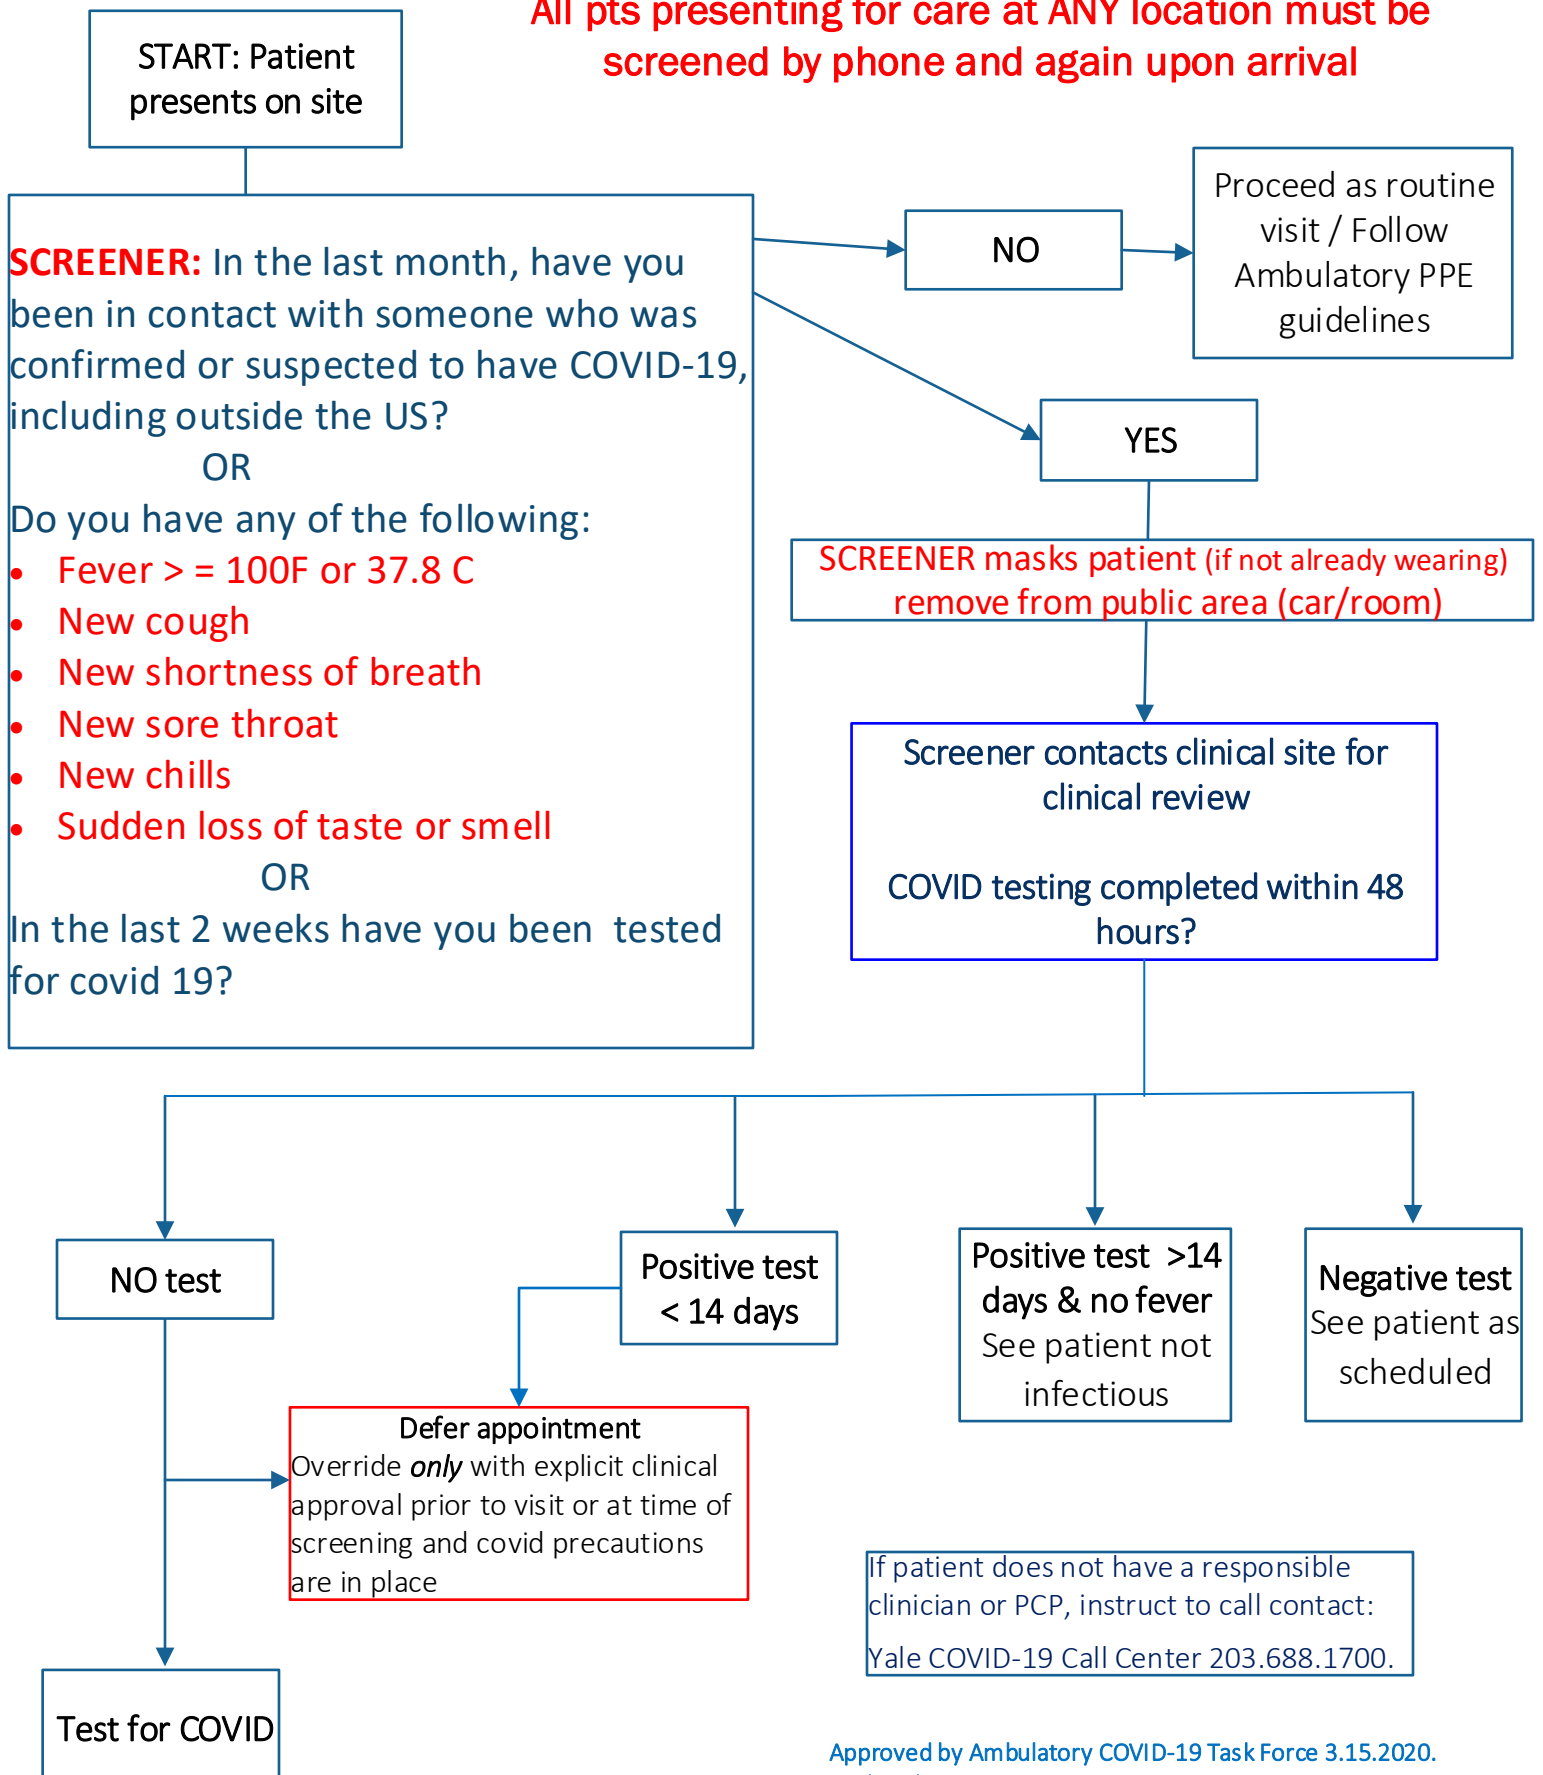 All pts presenting for care at ANY location must be
screened by phone and again upon arrival
START: Patient
presents on site
SCREENER: In the last month, have you
been in contact with someone who was
confirmed or suspected to have COVID-19,
including outside the US?
OR
Do you have any of the following:
• Fever > = 100F or 37.8 C
• New cough
• New shortness of breath
• New sore throat
• New chills
• Sudden loss of taste or smell
OR
In the last 2 weeks have you been  tested
for covid 19?
NO
Proceed as routine
visit / Follow
Ambulatory PPE
guidelines
YES
SCREENER masks patient (if not already wearing)
remove from public area (car/room)
Screener contacts clinical site for
clinical review
COVID testing completed within 48
hours?
NO test
Positive test
< 14 days
Positive test  >14
days & no fever
See patient not
infectious
Negative test
See patient as
scheduled
Defer appointment
Override only with explicit clinical
approval prior to visit or at time of
screening and covid precautions
are in place
If patient does not have a responsible
clinician or PCP, instruct to call contact:
Yale COVID-19 Call Center 203.688.1700.
Test for COVID
Approved by Ambulatory COVID-19 Task Force 3.15.2020.